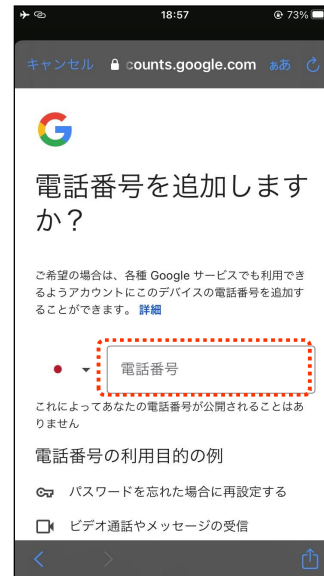 18:57
73%
キャンセル counts.google.com ああ
G
電話番号を追加します
か？
ご希望の場合は、各種 Google サービスでも利用でき
るようアカウントにこのデバイスの電話番号を追加す
ることができます。 詳細
電話番号
これによってあなたの電話番号が公開されることはあ
りません
電話番号の利用目的の例
パスワードを忘れた場合に再設定する
ビデオ通話やメッセージの受信